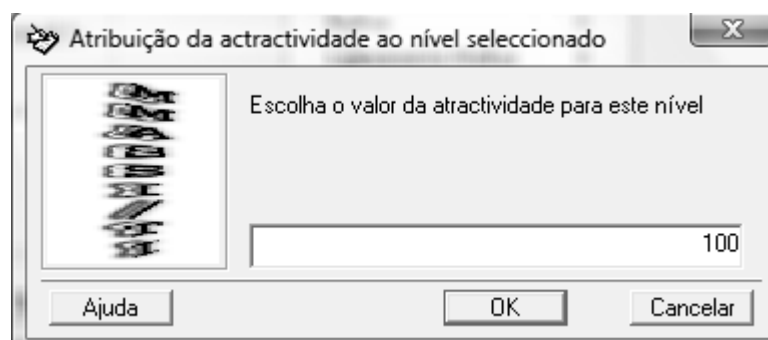 Atribuição da actractividade ao nível seleccionado
Escolha o valor da atractividade para este nível
100
Ajuda
OK
Cancelar